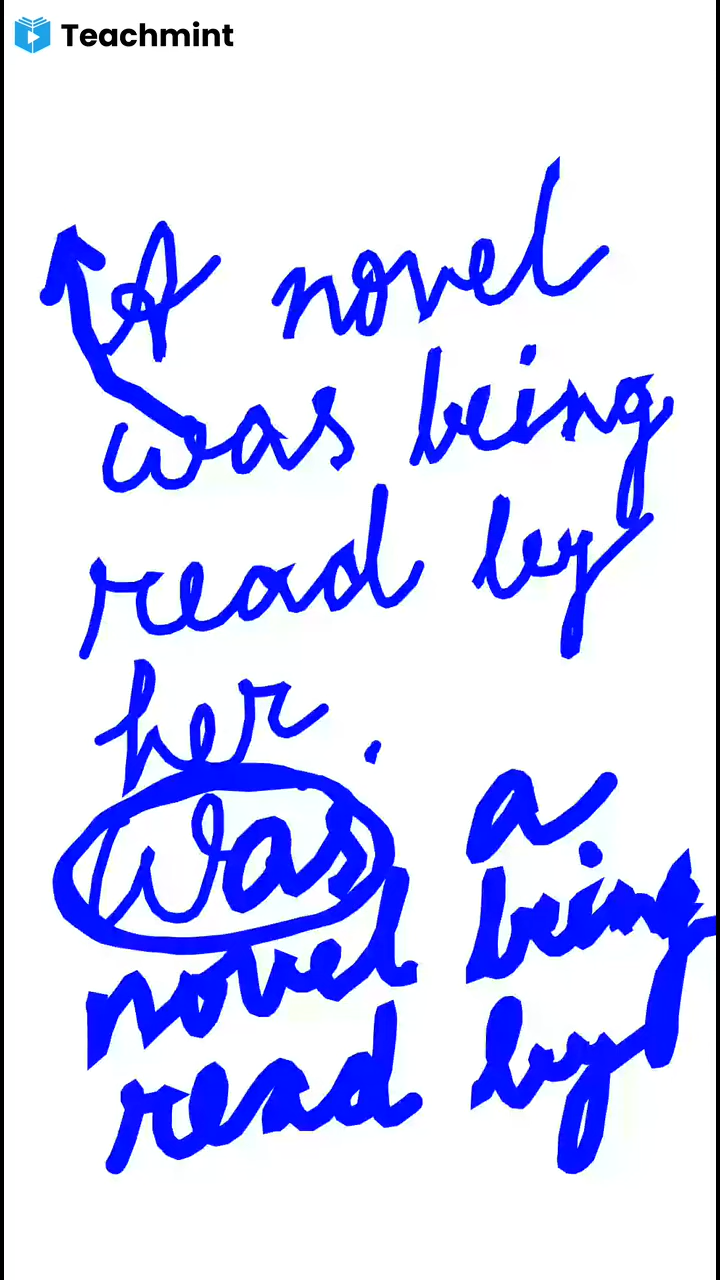 Teachmint
A novel
was being
read by
her.
Was a
novel being
read by